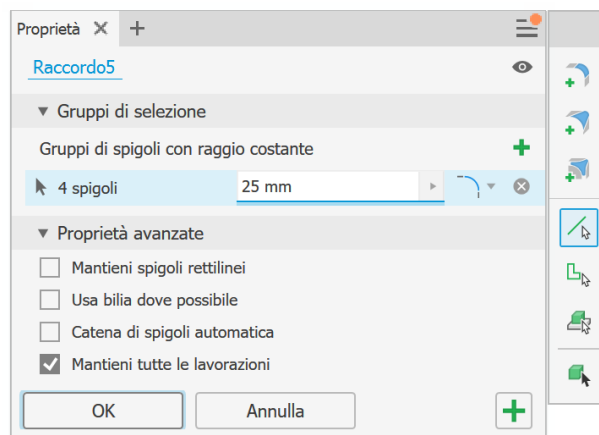 Proprietà
Raccordo5
Gruppi di selezione
Gruppi di spigoli con raggio costante
4 spigoli 25 mm
Proprietà avanzate
Mantieni spigoli rettilinei
Usa bilia dove possibile
Catena di spigoli automatica
Mantieni tutte le lavorazioni
OK Annulla